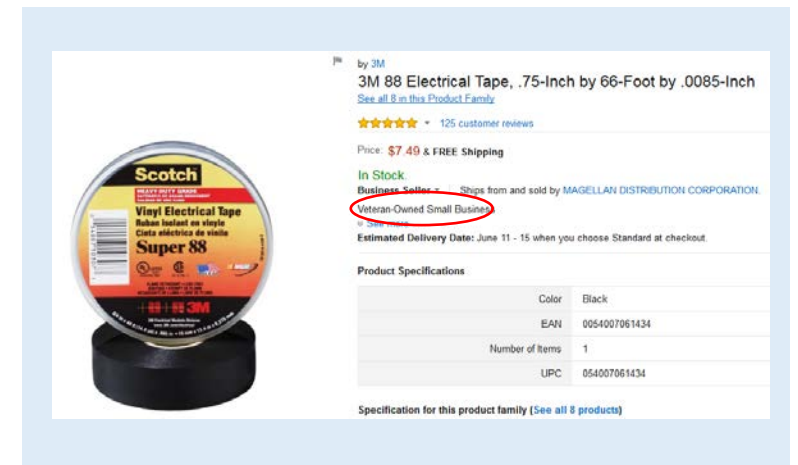 by 3M
3M 88 Electrical Tape, .75-Inch by 66-Foot by .0085-Inch
See all 8 in this Product Family
125 customer reviews
Price: $7.49 & FREE Shipping
In Stock.
Business Seller Ships from and sold by MAGELLAN DISTRIBUTION CORPORATION.
Veteran-Owned Small Business
See more
Estimated Delivery Date: June 11 - 15 when you choose Standard at checkout.
Product Specifications
Color Black
EAN 0054007061434
Number of Items 1
UPC 054007061434
Specification for this product family (See all 8 products)
Scotch
HEAVY DUTY GRADE
Vinyl Electrical Tape
Ruban isolant en vinyle
Cinta eléctrica de vinilo
Super 88
3M